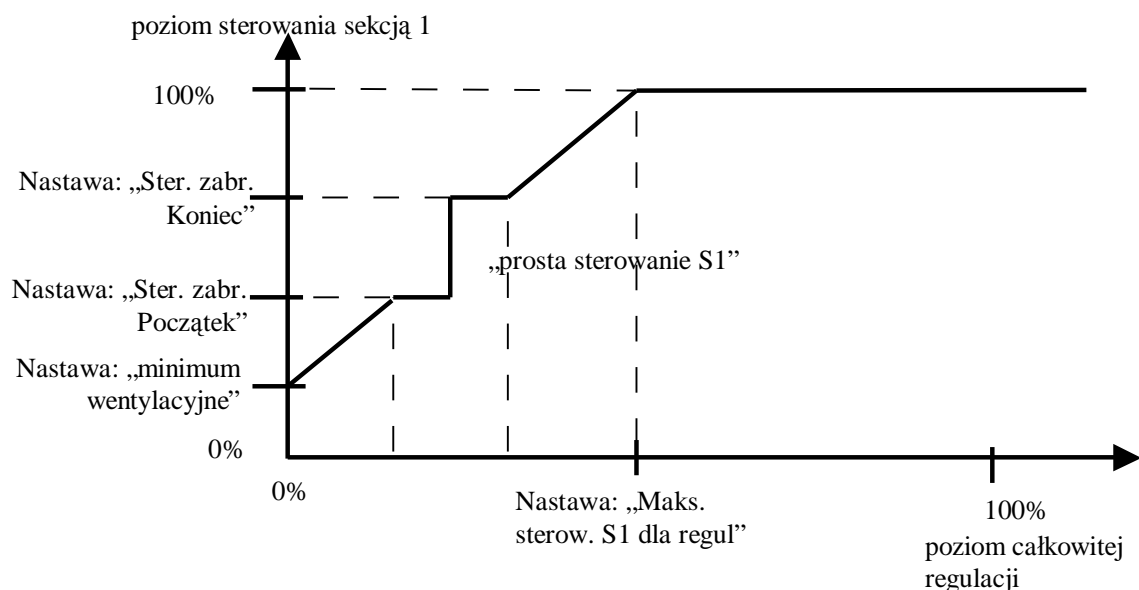 poziom sterowania sekcją 1
100%
Nastawa: „Ster. zabr.
Koniec”
„prosta sterowanie S1”
Nastawa: „Ster. zabr.
Początek”
Nastawa: „minimum
wentylacyjne”
0%
0%
Nastawa: „Maks.
sterow. S1 dla regul”
100%
poziom całkowitej
regulacji